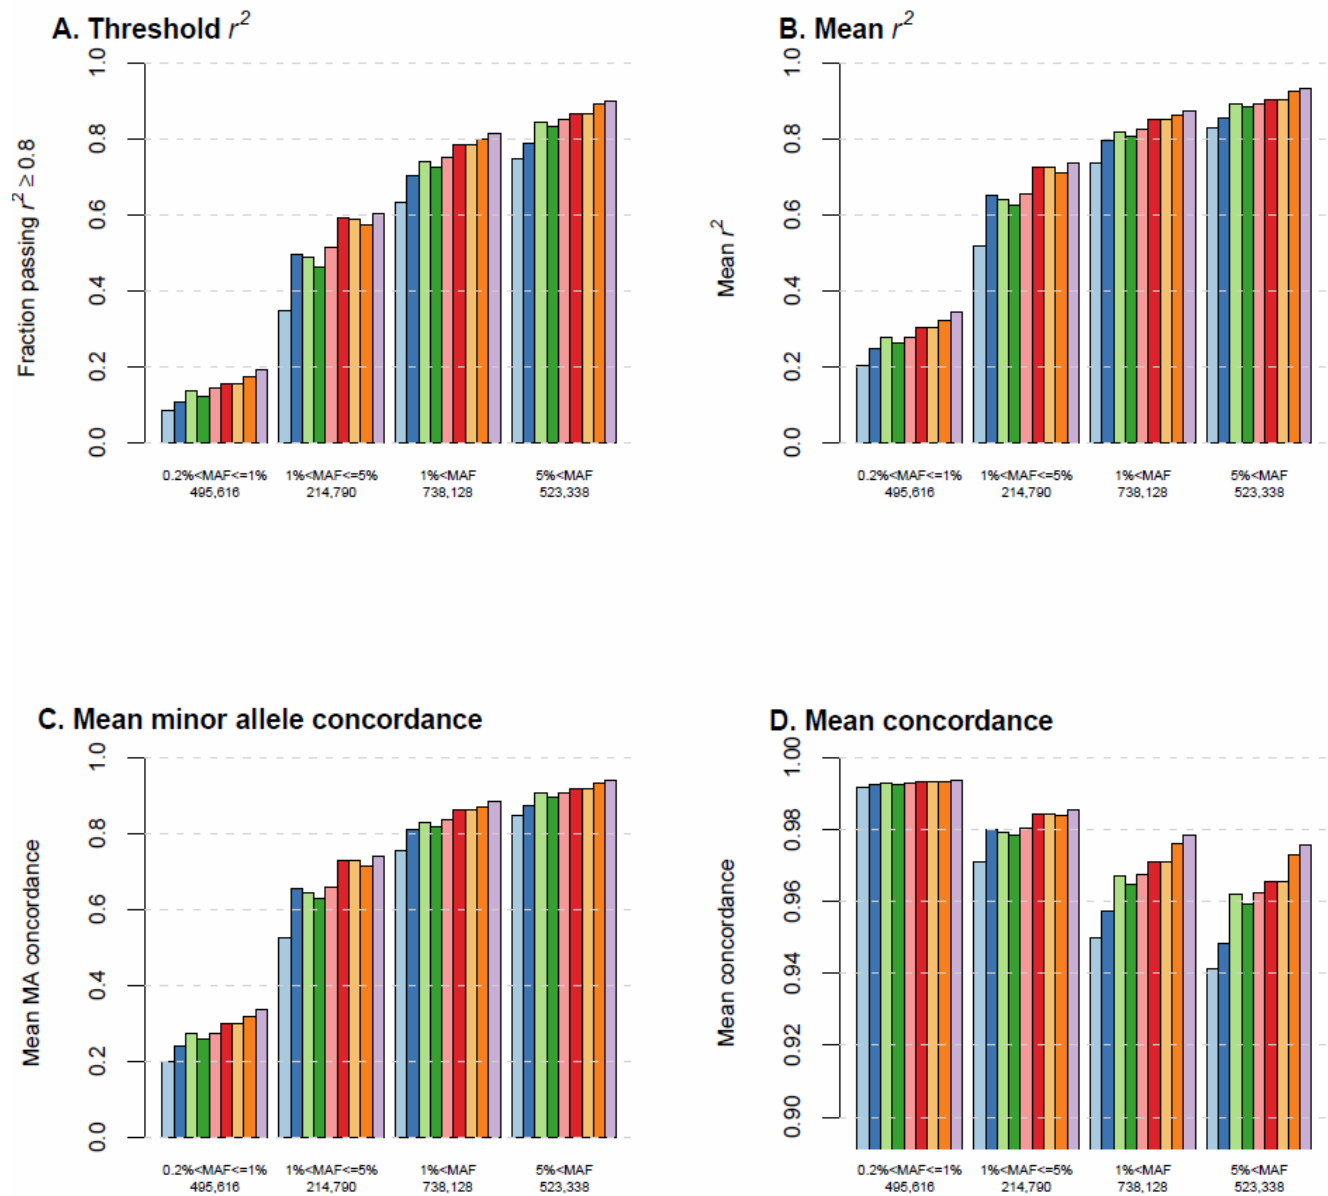 A. Threshold r²
Fraction passing r² ≥ 0.8
1.0
0.8
0.6
0.4
0.2
0.0
0.2%<MAF<=1% 1%<MAF<=5% 1%<MAF 5%<MAF
495,616 214,790 738,128 523,338
B. Mean r²
Mean r²
1.0
0.8
0.6
0.4
0.2
0.0
0.2%<MAF<=1% 1%<MAF<=5% 1%<MAF 5%<MAF
495,616 214,790 738,128 523,338
C. Mean minor allele concordance
Mean MA concordance
1.0
0.8
0.6
0.4
0.2
0.0
0.2%<MAF<=1% 1%<MAF<=5% 1%<MAF 5%<MAF
495,616 214,790 738,128 523,338
D. Mean concordance
Mean concordance
1.00
0.98
0.96
0.94
0.92
0.90
0.2%<MAF<=1% 1%<MAF<=5% 1%<MAF 5%<MAF
495,616 214,790 738,128 523,338